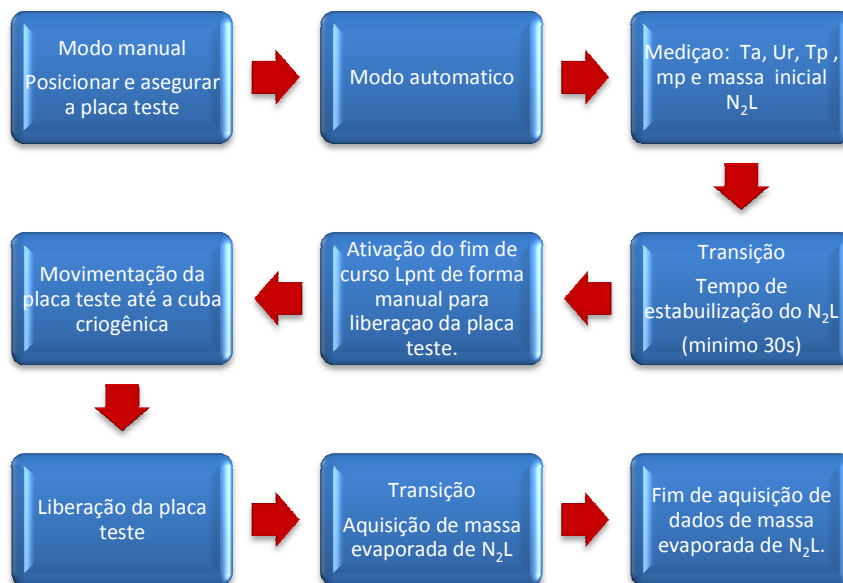 Modo manual
Posicionar e asegurar
a placa teste
Modo automatico
Mediçao: Ta, Ur, Tp ,
mp e massa inicial
N₂L
Transição
Tempo de
estabuilização do N₂L
(minimo 30s)
Ativação do fim de
curso Lpnt de forma
manual para
liberaçao da placa
teste.
Movimentação da
placa teste até a cuba
criogênica
Liberação da placa
teste
Transição
Aquisição de massa
evaporada de N₂L
Fim de aquisição de
dados de massa
evaporada de N₂L.